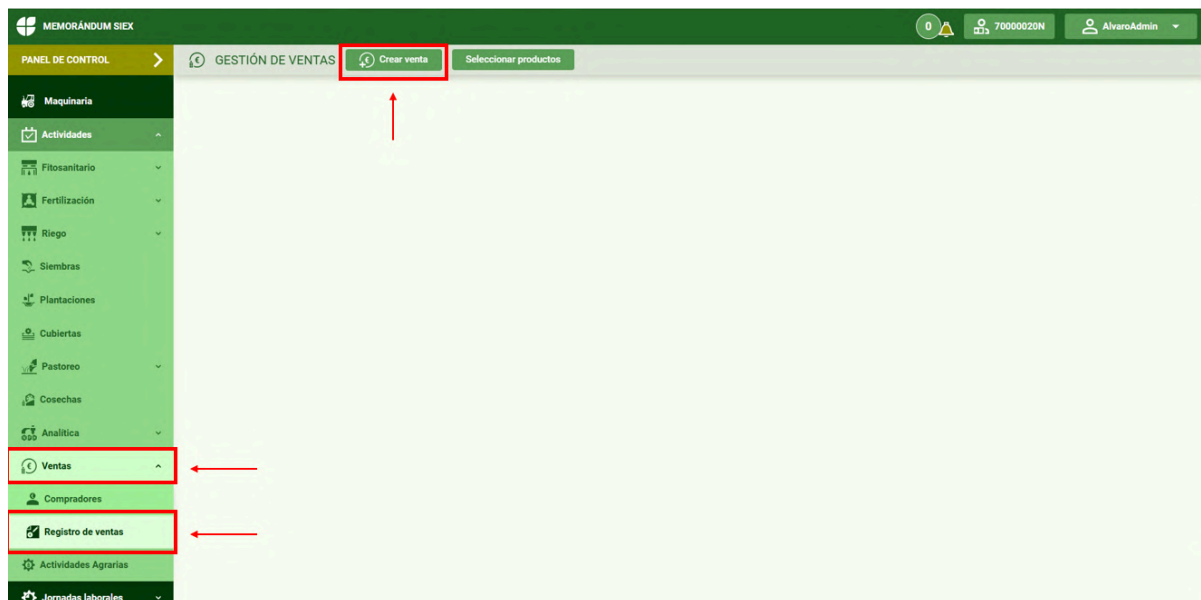 MEMORÁNDUM SIEX
0
70000020N
AlvaroAdmin
PANEL DE CONTROL
GESTIÓN DE VENTAS
Crear venta
Seleccionar productos
Maquinaria
Actividades
Fitosanitario
Fertilización
Riego
Siembras
Plantaciones
Cubiertas
Pastoreo
Cosechas
Analítica
Ventas
Compradores
Registro de ventas
Actividades Agrarias
Jornadas laborales